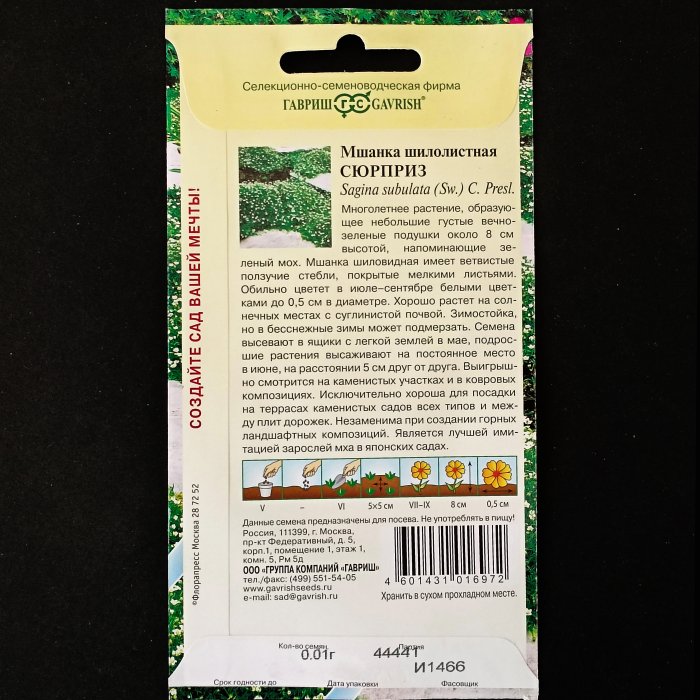 Селекционно-семеноводческая фирма
ГАВРИШ ГС GAVRISH®
Мшанка шилолистная
СЮРПРИЗ
Sagina subulata (Sw.) C. Presl.
Многолетнее растение, образую-
щее небольшие густые вечно-
зеленые подушки около 8 см
высотой, напоминающие зе-
леный мох. Мшанка шиловидная имеет ветвистые
ползучие стебли, покрытые мелкими листьями.
Обильно цветет в июле–сентябре белыми цвет-
ками до 0,5 см в диаметре. Хорошо растет на сол-
нечных местах с суглинистой почвой. Зимостойка,
но в бесснежные зимы может подмерзать. Семена
высевают в ящики с легкой землей в мае, подрос-
шие растения высаживают на постоянное место
в июне, на расстоянии 5 см друг от друга. Выигрыш-
но смотрится на каменистых участках и в ковровых
композициях. Исключительно хороша для посадки
на террасах каменистых садов всех типов и меж-
ду плит дорожек. Незаменима при создании горных
ландшафтных композиций. Является лучшей ими-
тацией зарослей мха в японских садах.
V – VI 5x5 см VII–IX 8 см 0,5 см
Данные семена предназначены для посева. Не употреблять в пищу!
Россия, 111399, г. Москва,
пр-кт Федеративный, д. 5,
корп.1, помещение 1, этаж 1,
комн. 5, Рм 5д
ООО «ГРУППА КОМПАНИЙ «ГАВРИШ»
тел./факс: (499) 551-54-05
www.gavrishseeds.ru
e-mail: sad@gavrish.ru
4 601431 016972
Хранить в сухом прохладном месте.
СОЗДАЙТЕ САД ВАШЕЙ МЕЧТЫ!
©Флорапресс Москва 28 72 52
Кол-во семян Партия
0.01г 44441
И1466
Срок годности до Дата упаковки Фасовщик